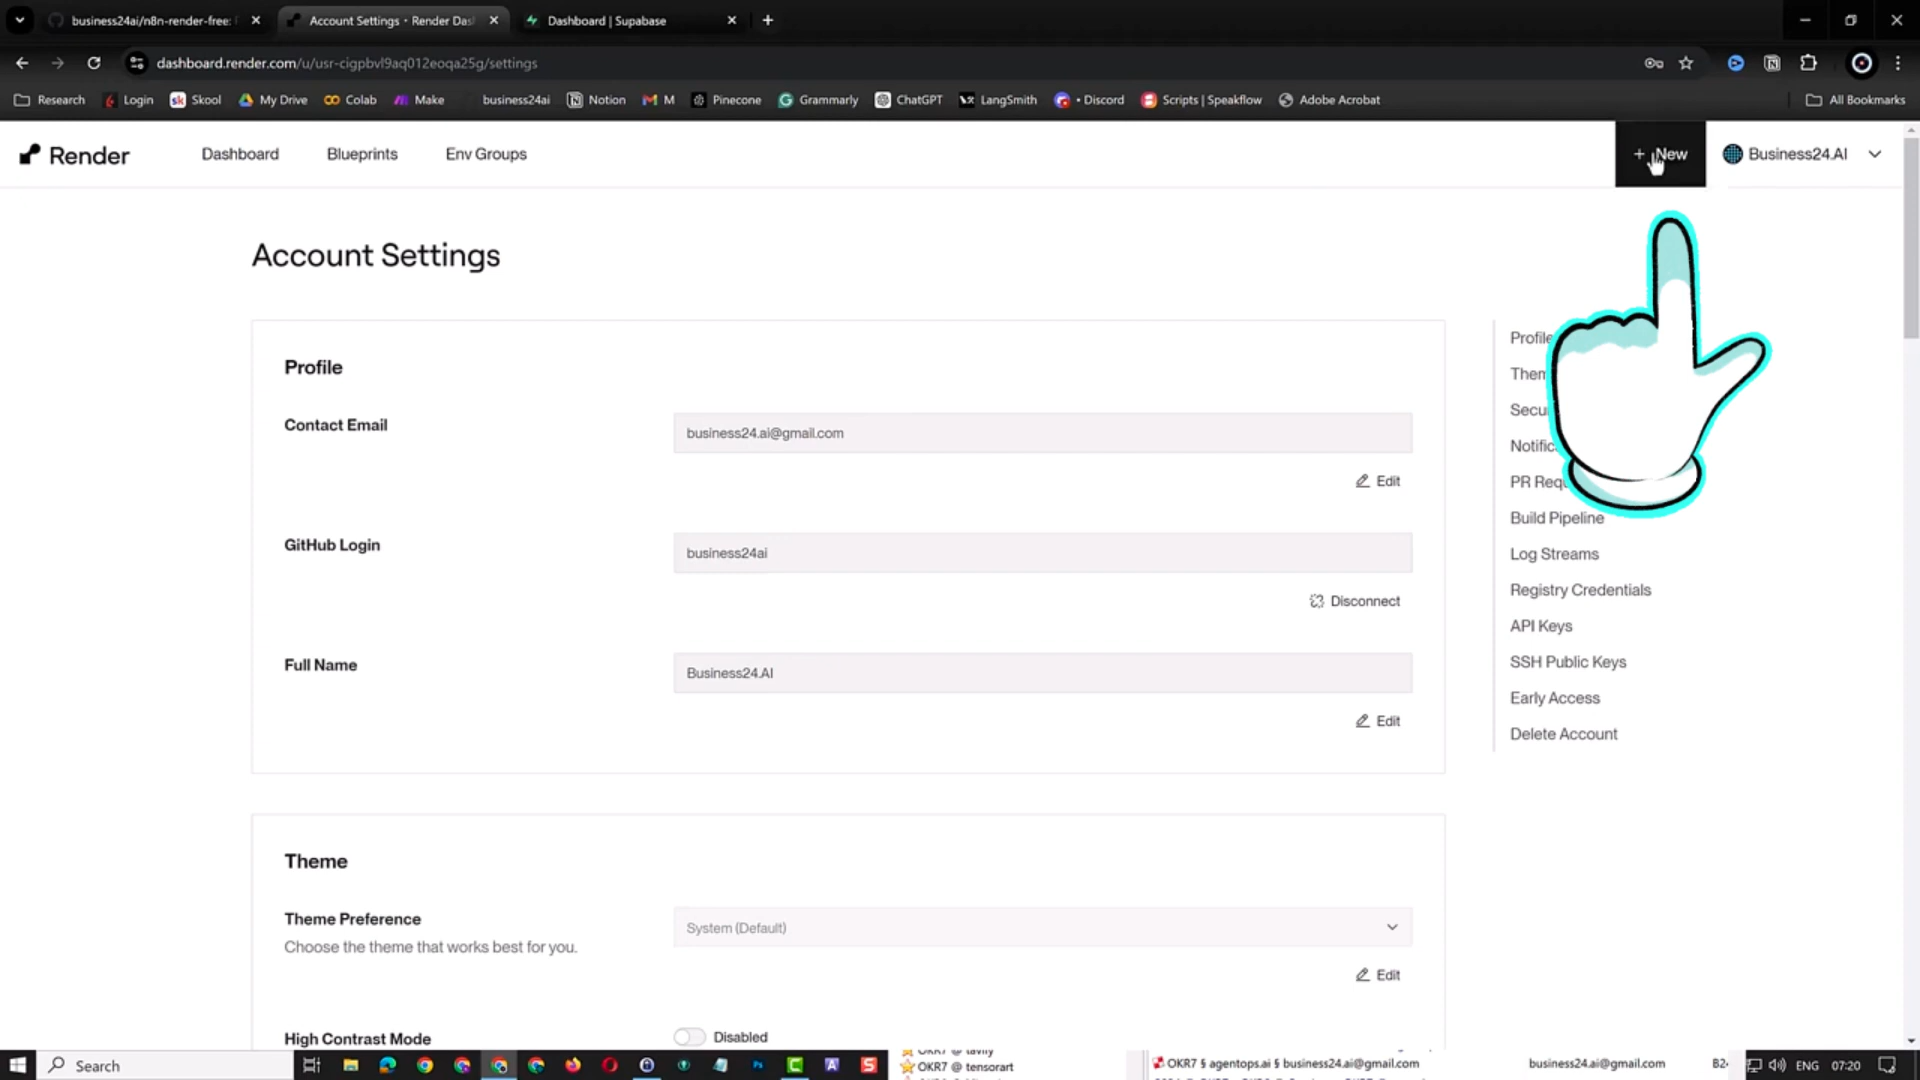 business24ai/n8n-render-free:
Account Settings · Render Das
Dashboard | Supabase
dashboard.render.com/u/usr-cigpbvl9aq012eoqa25g/settings
Research
Login
Skool
My Drive
Colab
Make
business24ai
Notion
M
Pinecone
Grammarly
ChatGPT
LangSmith
• Discord
Scripts | Speakflow
Adobe Acrobat
All Bookmarks
Render
Dashboard
Blueprints
Env Groups
+ New
Business24.AI
Account Settings
Profile
Contact Email
business24.ai@gmail.com
Edit
GitHub Login
business24ai
Disconnect
Full Name
Business24.AI
Edit
Profile
Them
Secu
Notific
PR Req
Build Pipeline
Log Streams
Registry Credentials
API Keys
SSH Public Keys
Early Access
Delete Account
Theme
Theme Preference
Choose the theme that works best for you.
System (Default)
Edit
High Contrast Mode
Disabled
Search
OKR7 @ tavily
OKR7 @ tensorart
OKR7 § agentops.ai § business24.ai@gmail.com
business24.ai@gmail.com
B2
ENG
07:20